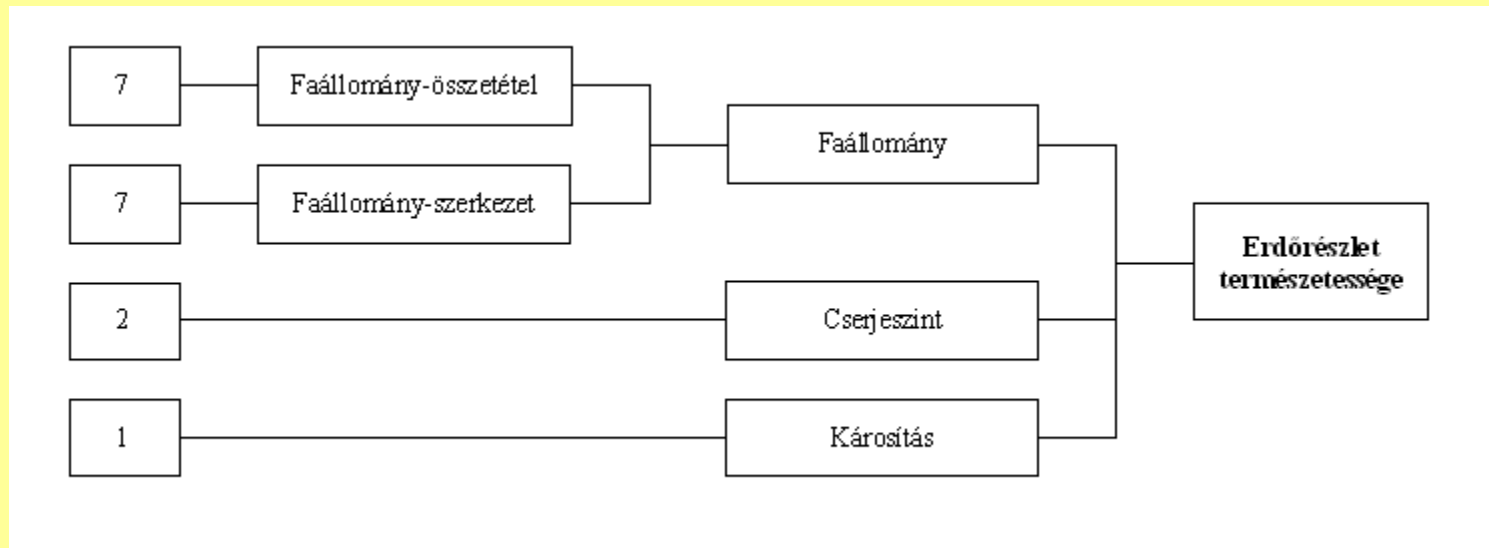 7
Faállomány-összetétel
Faállomány
7
Faállomány-szerkezet
Erdőrészlet
természetessége
2
Cserjeszint
1
Károsítás